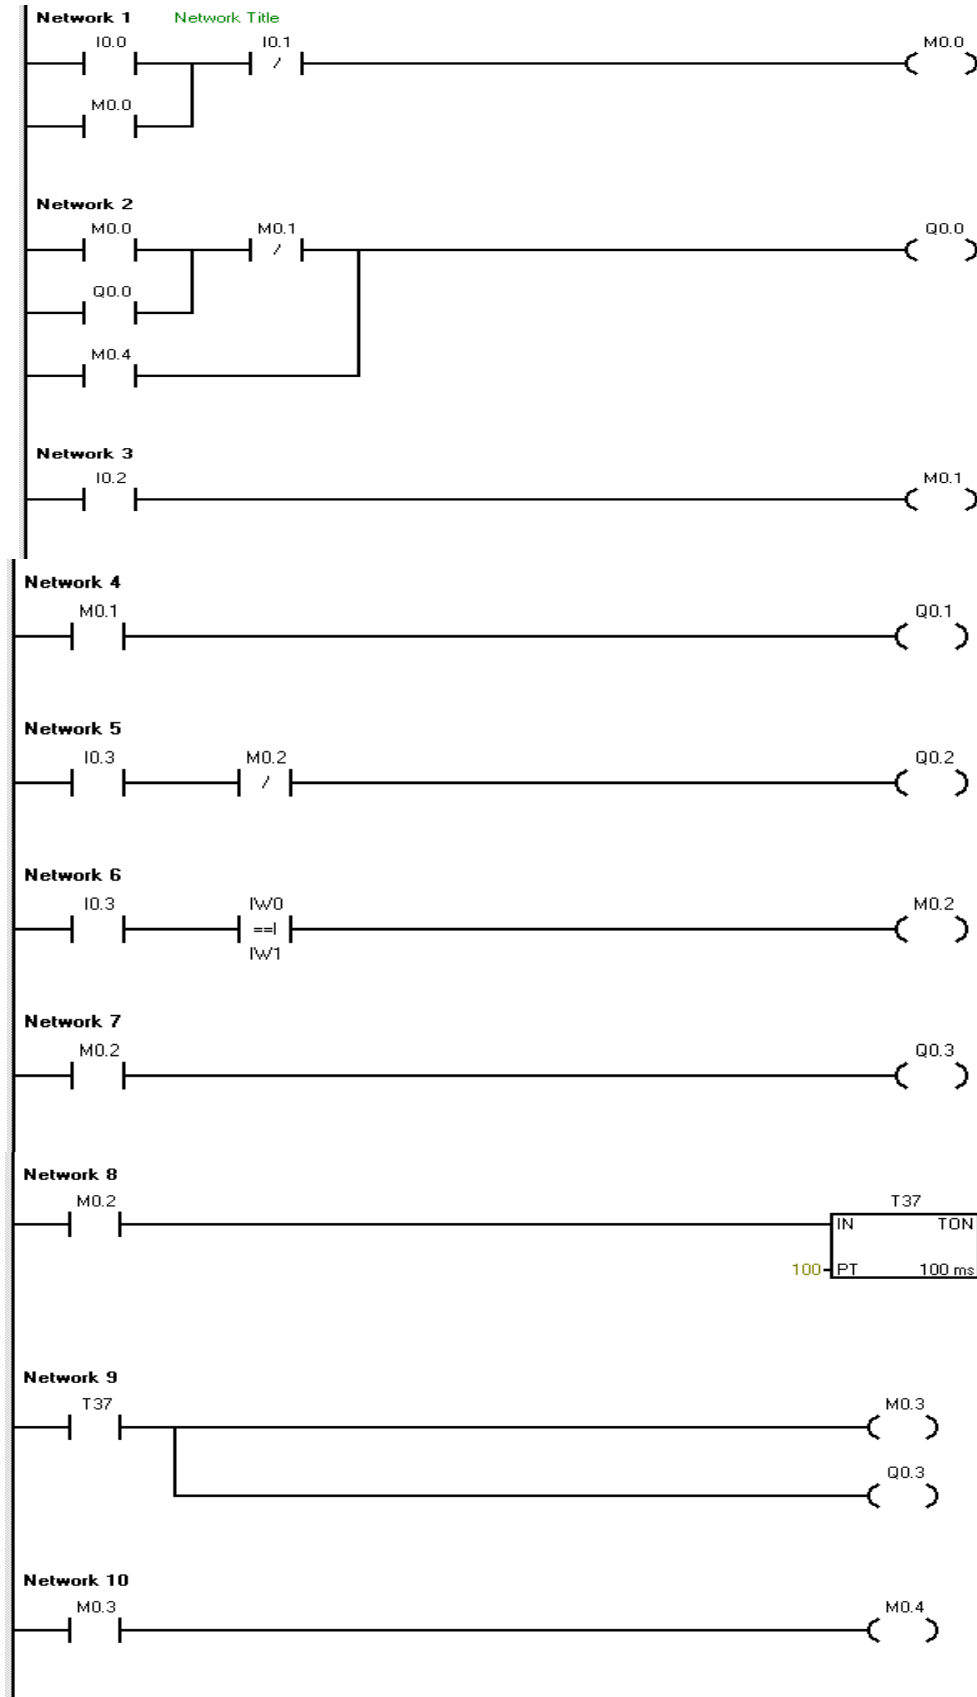 Network 1 Network Title
I0.0 I0.1 M0.0
/
M0.0
Network 2
M0.0 M0.1 Q0.0
/
Q0.0
M0.4
Network 3
I0.2 M0.1
Network 4
M0.1 Q0.1
Network 5
I0.3 M0.2 Q0.2
/
Network 6
I0.3 IW0 M0.2
==I
IW1
Network 7
M0.2 Q0.3
Network 8
M0.2 T37
IN TON
100 PT 100 ms
Network 9
T37 M0.3
Q0.3
Network 10
M0.3 M0.4